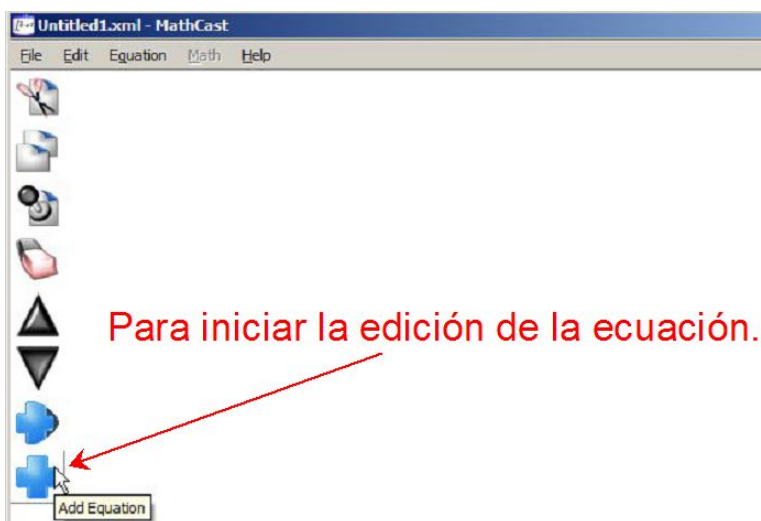 Untitled1.xml - MathCast
File Edit Equation Math Help
Para iniciar la edición de la ecuación.
Add Equation